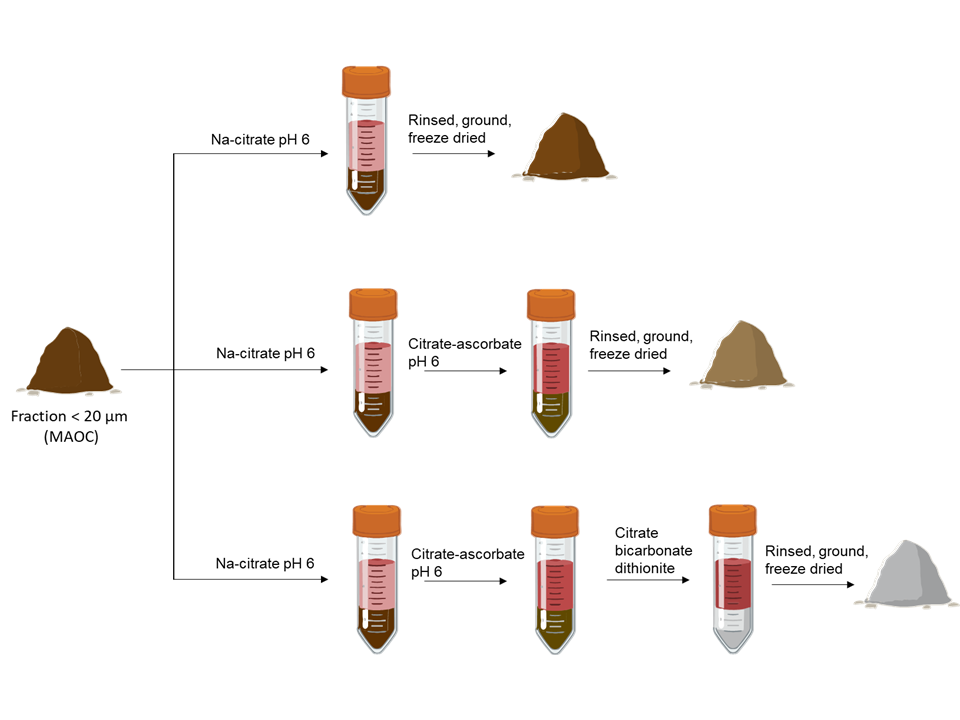 Na-citrate pH 6
Rinsed, ground,
freeze dried
Fraction < 20 µm
(MAOC)
Na-citrate pH 6
Citrate-ascorbate
pH 6
Rinsed, ground,
freeze dried
Na-citrate pH 6
Citrate-ascorbate
pH 6
Citrate
bicarbonate
dithionite
Rinsed, ground,
freeze dried